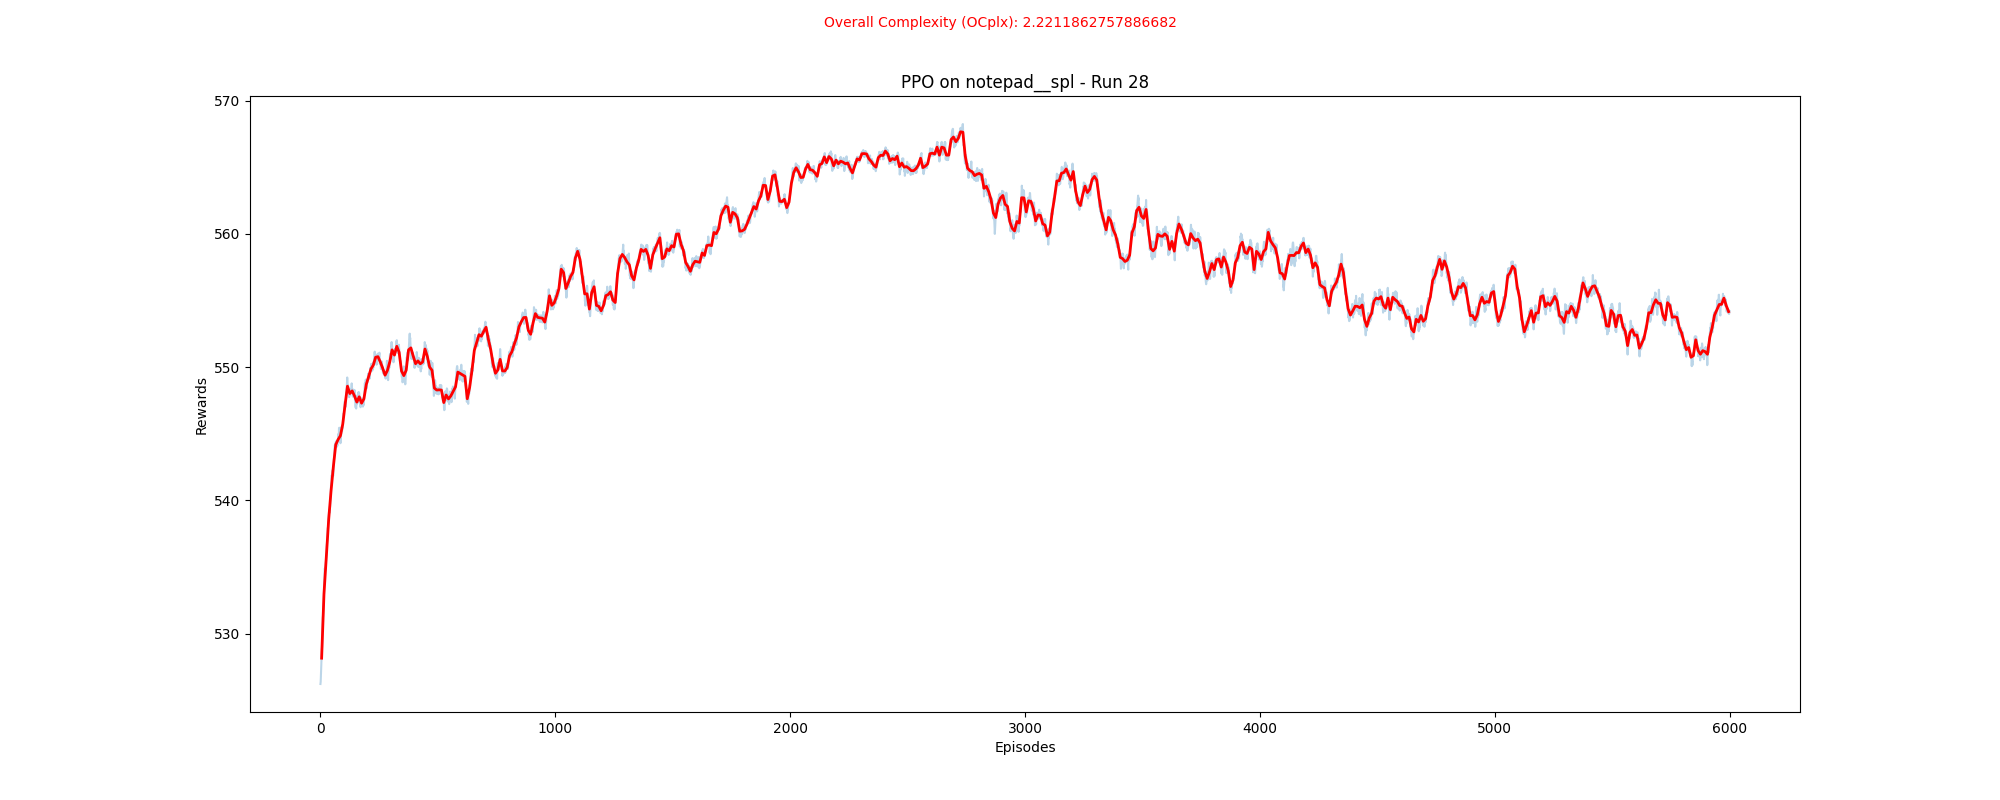 Overall Complexity (OCplx): 2.2211862757886682
PPO on notepad__spl - Run 28
570
560
550
540
530
Rewards
0 1000 2000 3000 4000 5000 6000
Episodes